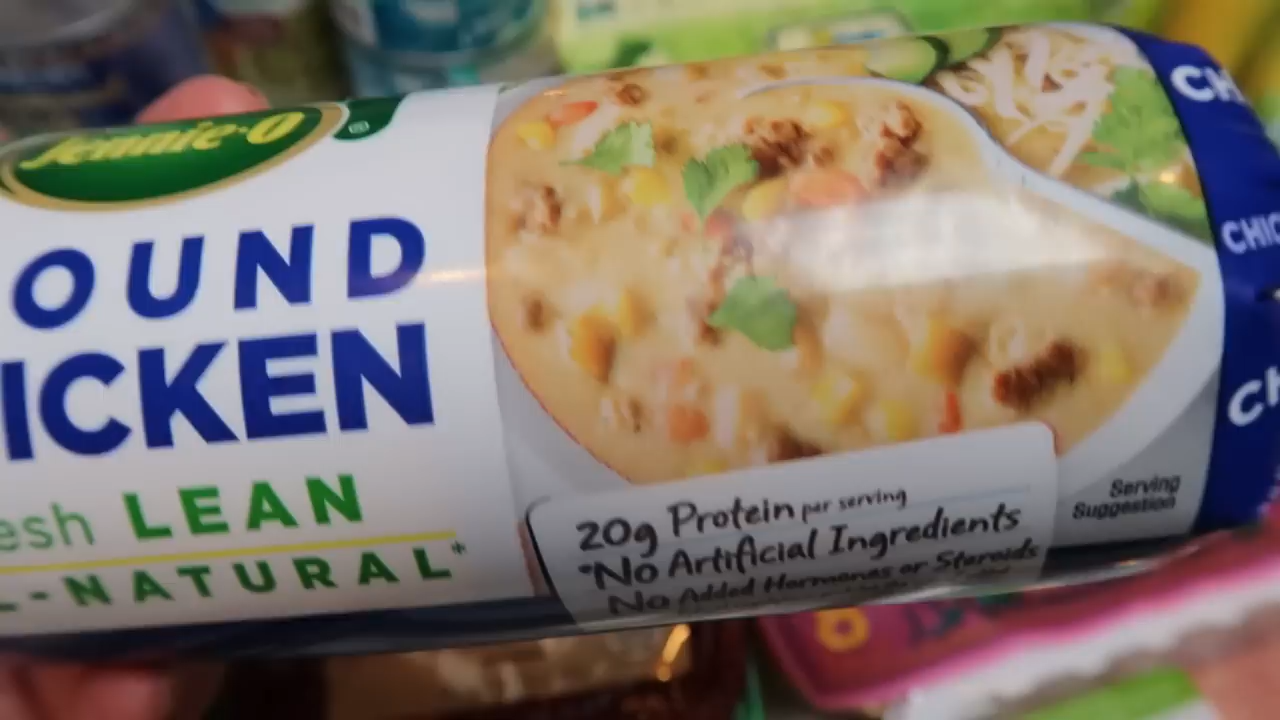 Jennie-O
OUND
ICKEN
esh LEAN
L-NATURAL*
20g Protein per serving
*No Artificial Ingredients
No Added Hormones or Steroids
Serving
Suggestion
CH
CHIC
CH